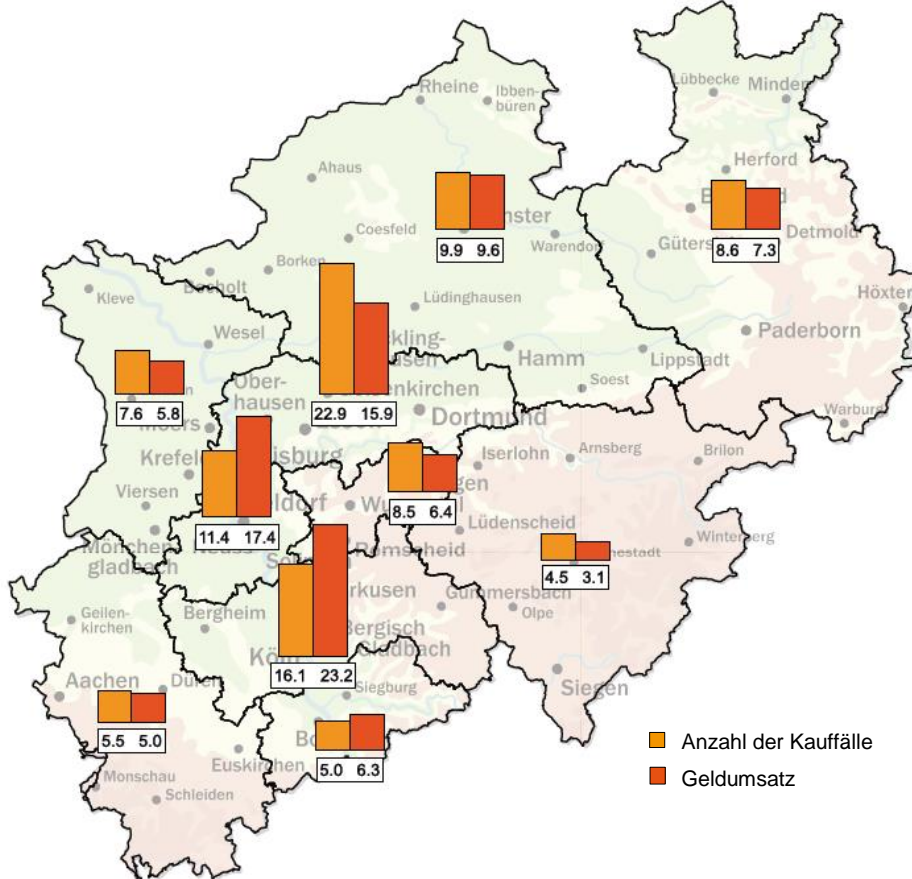 Lübbecke
Minden
Rheine
Ibben-
büren
Herford
Ahaus
Detmold
Coesfeld
Warendorf
9.9 9.6
8.6 7.3
Borken
Kleve
Lüdinghausen
Höxter
Wesel
Paderborn
Hamm
Lippstadt
Ober-
hausen
Soest
7.6 5.8
22.9 15.9
Dortmund
Warburg
Arnsberg
Brilon
Iserlohn
Viersen
8.5 6.4
Lüdenscheid
11.4 17.4
Winterberg
Mönchen-
gladbach
Remscheid
4.5 3.1
Gummersbach
Olpe
Bergheim
Geilen-
kirchen
Bergisch
Gladbach
Köln
16.1 23.2
Aachen
Düren
Siegburg
Siegen
5.5 5.0
Euskirchen
5.0 6.3
Monschau
Schleiden
Anzahl der Kauffälle
Geldumsatz